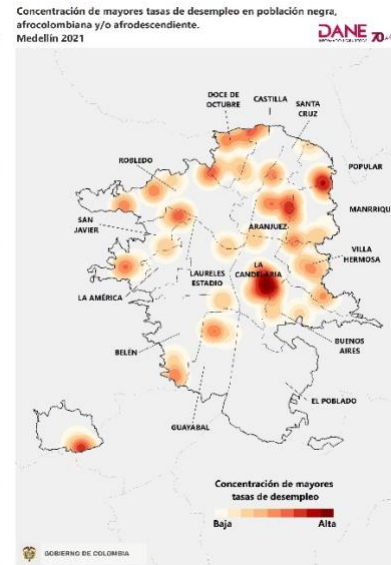 Concentración de mayores tasas de desempleo en población negra,
afrocolombiana y/o afrodescendiente.
Medellín 2021
DANE
70
DOCE DE
OCTUBRE
CASTILLA
SANTA
CRUZ
ROBLEDO
POPULAR
MANRRIQU
SAN
JAVIER
ARANJUEZ
VILLA
HERMOSA
LA
CANDELARIA
LAURELES
ESTADIO
LA AMÉRICA
BUENOS
AIRES
BELÉN
EL POBLADO
GUAYABAL
Concentración de mayores
tasas de desempleo
Baja
Alta
GOBIERNO DE COLOMBIA